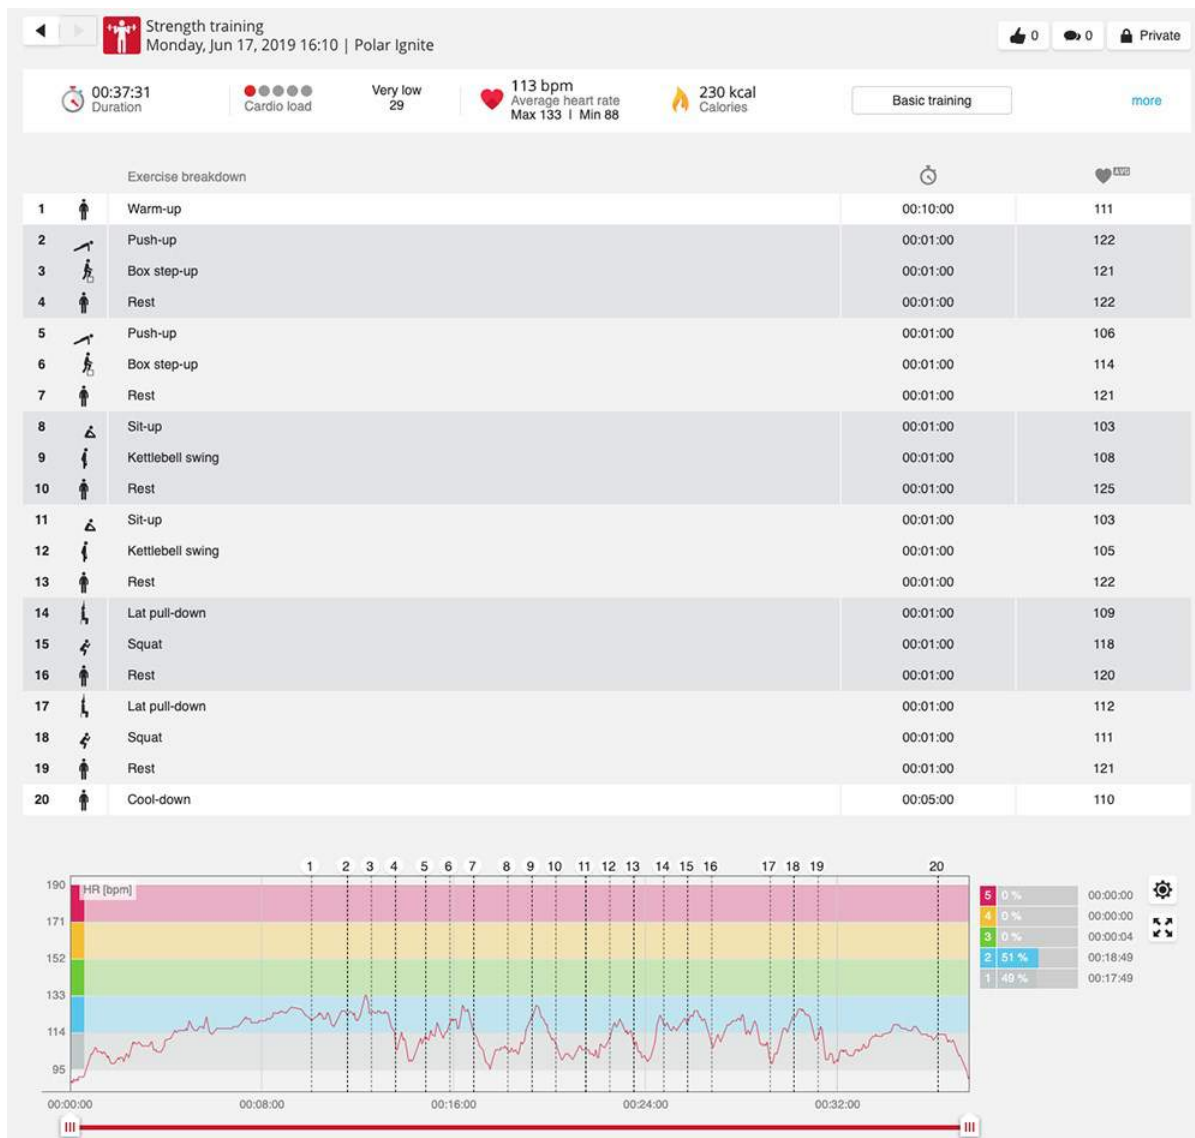 Strength training
Monday, Jun 17, 2019 16:10 | Polar Ignite
0 0 Private
00:37:31
Duration
Cardio load
Very low
29
113 bpm
Average heart rate
Max 133 | Min 88
230 kcal
Calories
Basic training
more
Exercise breakdown AVG
1 Warm-up 00:10:00 111
2 Push-up 00:01:00 122
3 Box step-up 00:01:00 121
4 Rest 00:01:00 122
5 Push-up 00:01:00 106
6 Box step-up 00:01:00 114
7 Rest 00:01:00 121
8 Sit-up 00:01:00 103
9 Kettlebell swing 00:01:00 108
10 Rest 00:01:00 125
11 Sit-up 00:01:00 103
12 Kettlebell swing 00:01:00 105
13 Rest 00:01:00 122
14 Lat pull-down 00:01:00 109
15 Squat 00:01:00 118
16 Rest 00:01:00 120
17 Lat pull-down 00:01:00 112
18 Squat 00:01:00 111
19 Rest 00:01:00 121
20 Cool-down 00:05:00 110
1 2 3 4 5 6 7 8 9 10 11 12 13 14 15 16 17 18 19 20
HR [bpm]
190
171
152
133
114
95
00:00:00 00:08:00 00:16:00 00:24:00 00:32:00
5 0 % 00:00:00
4 0 % 00:00:00
3 0 % 00:00:04
2 51 % 00:18:49
1 49 % 00:17:49